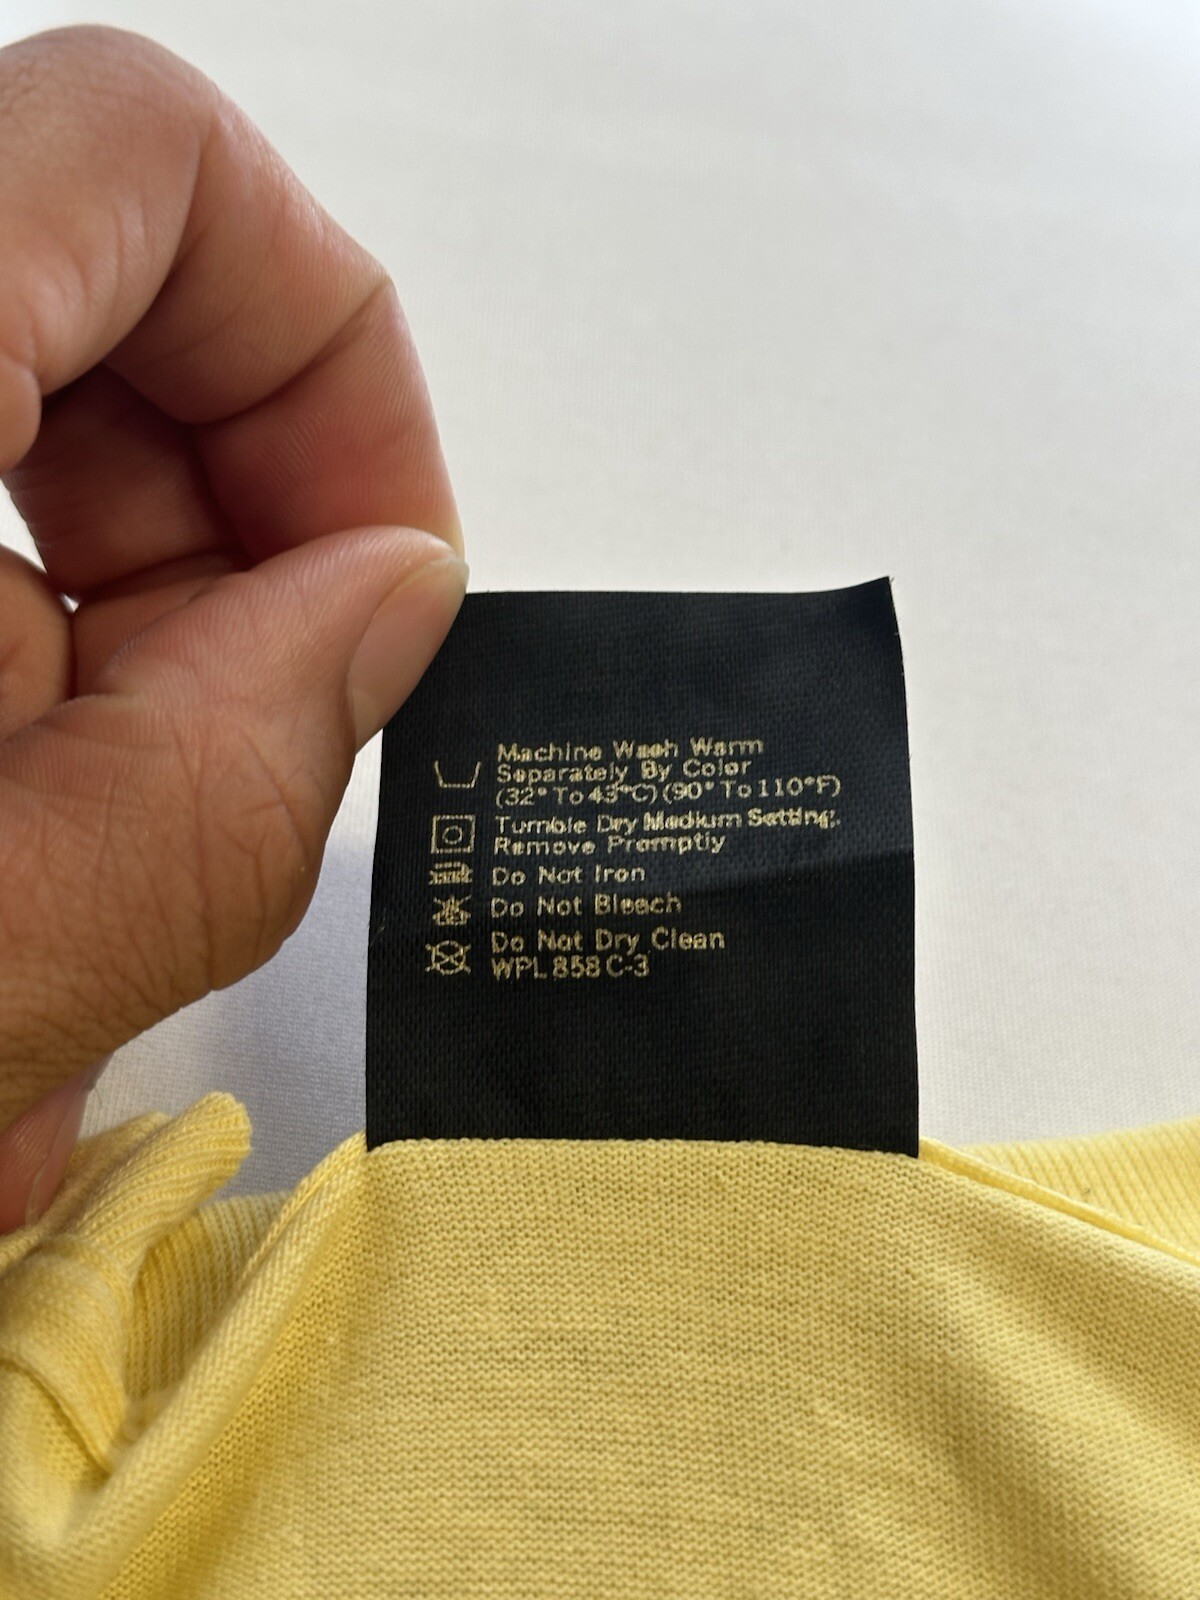 Machine Wash Warm
Separately By Color
(32° To 43°C) (90° To 110°F)
Tumble Dry Medium Setting.
Remove Promptly
Do Not Iron
Do Not Bleach
Do Not Dry Clean
WPL 858 C-3